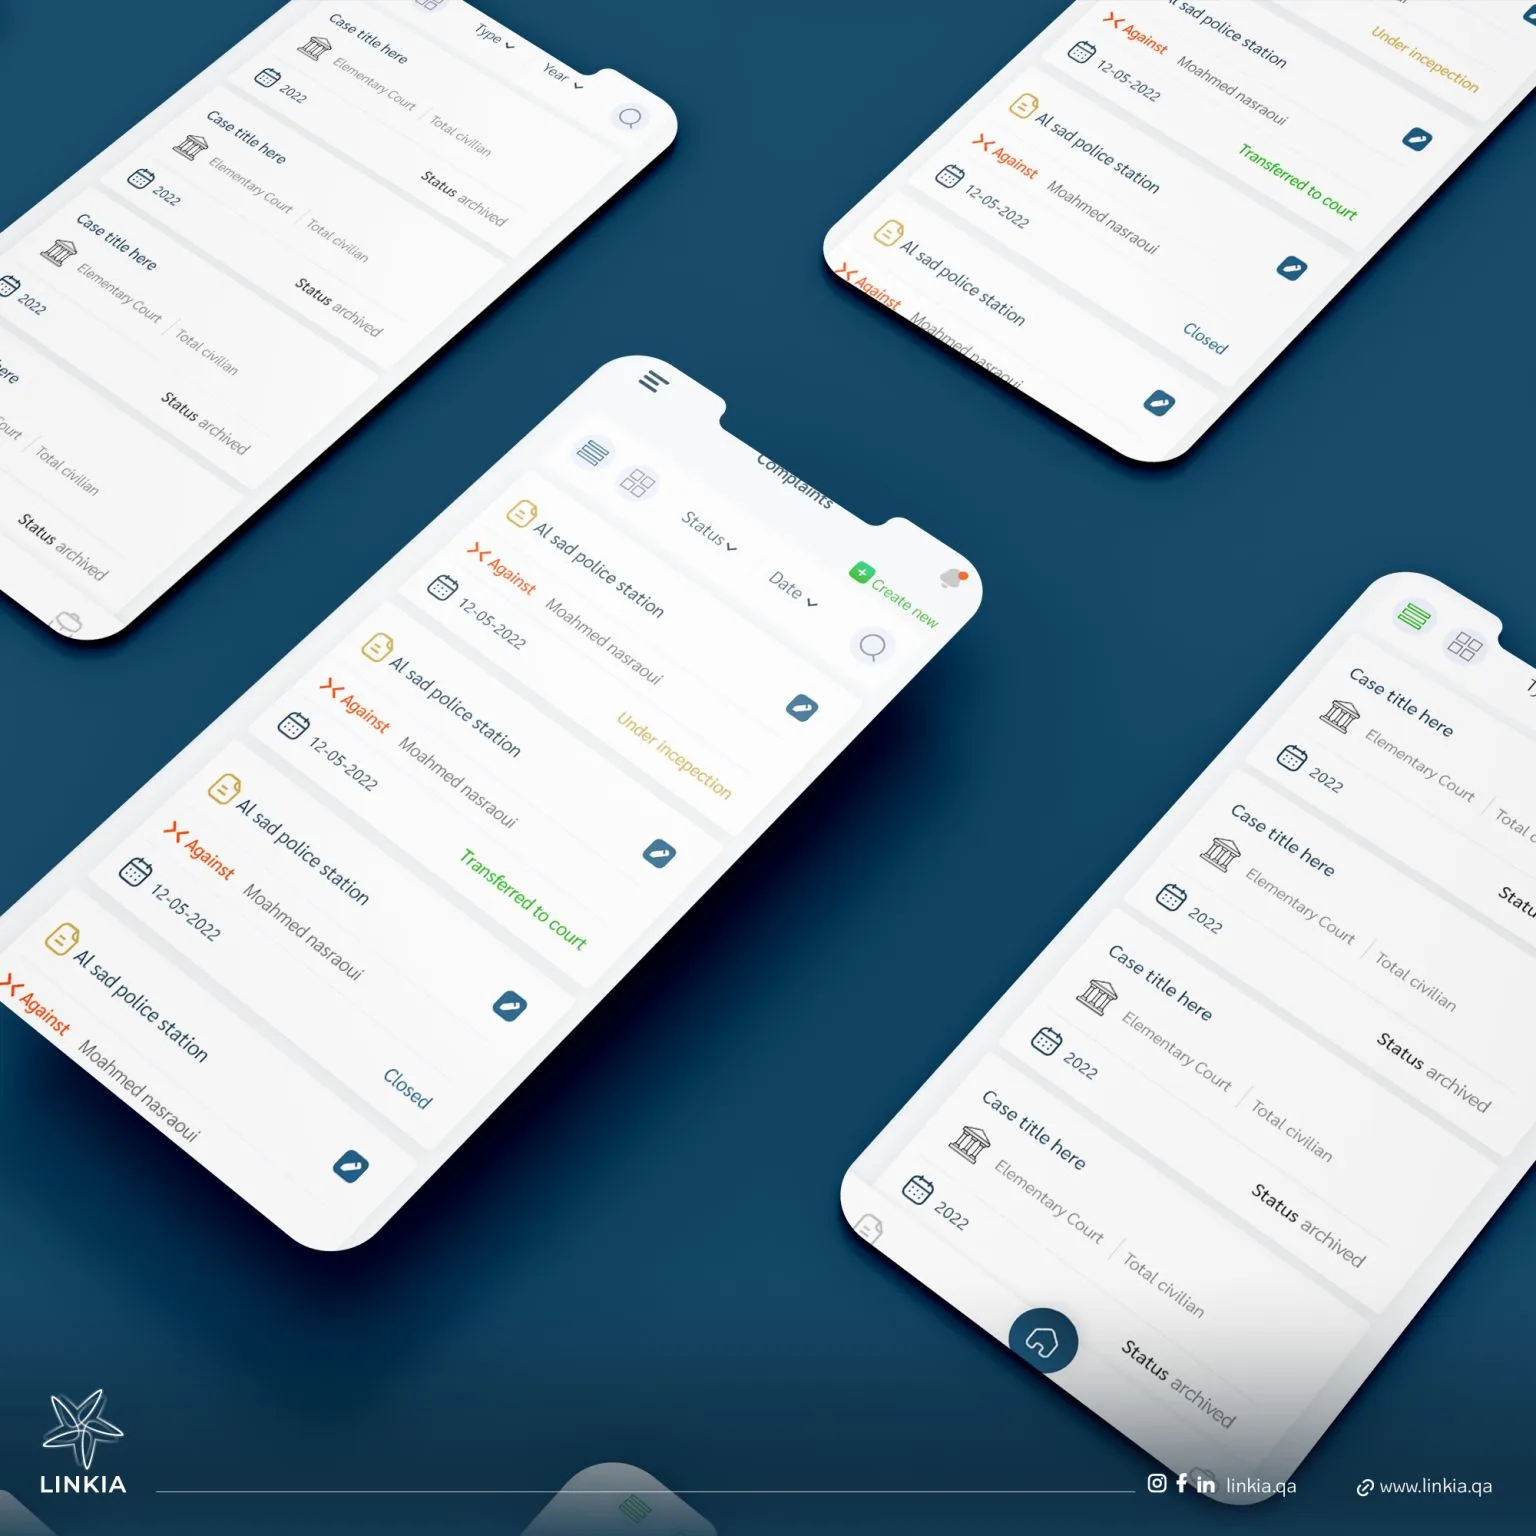 Type
Year
Case title here
Elementary Court | Total civilian
2022
Status archived
Case title here
Elementary Court | Total civilian
2022
Status archived
Case title here
Elementary Court | Total civilian
2022
Status archived
Total civilian
Status archived
Al sad police station
Against Moahmed nasraoui
12-05-2022
Under incepection
Al sad police station
Against Moahmed nasraoui
12-05-2022
Transferred to court
Al sad police station
Against Moahmed nasraoui
Closed
Complaints
Status
Date
Create new
Al sad police station
Against Moahmed nasraoui
12-05-2022
Under incepection
Al sad police station
Against Moahmed nasraoui
12-05-2022
Transferred to court
Al sad police station
Against Moahmed nasraoui
12-05-2022
Closed
Al sad police station
Against Moahmed nasraoui
Case title here
Elementary Court | Total
2022
Case title here
Elementary Court | Total civilian
2022
Status archived
Case title here
Elementary Court | Total civilian
2022
Status archived
Case title here
Elementary Court | Total civilian
2022
Status archived
LINKIA
linkia.qa
www.linkia.qa